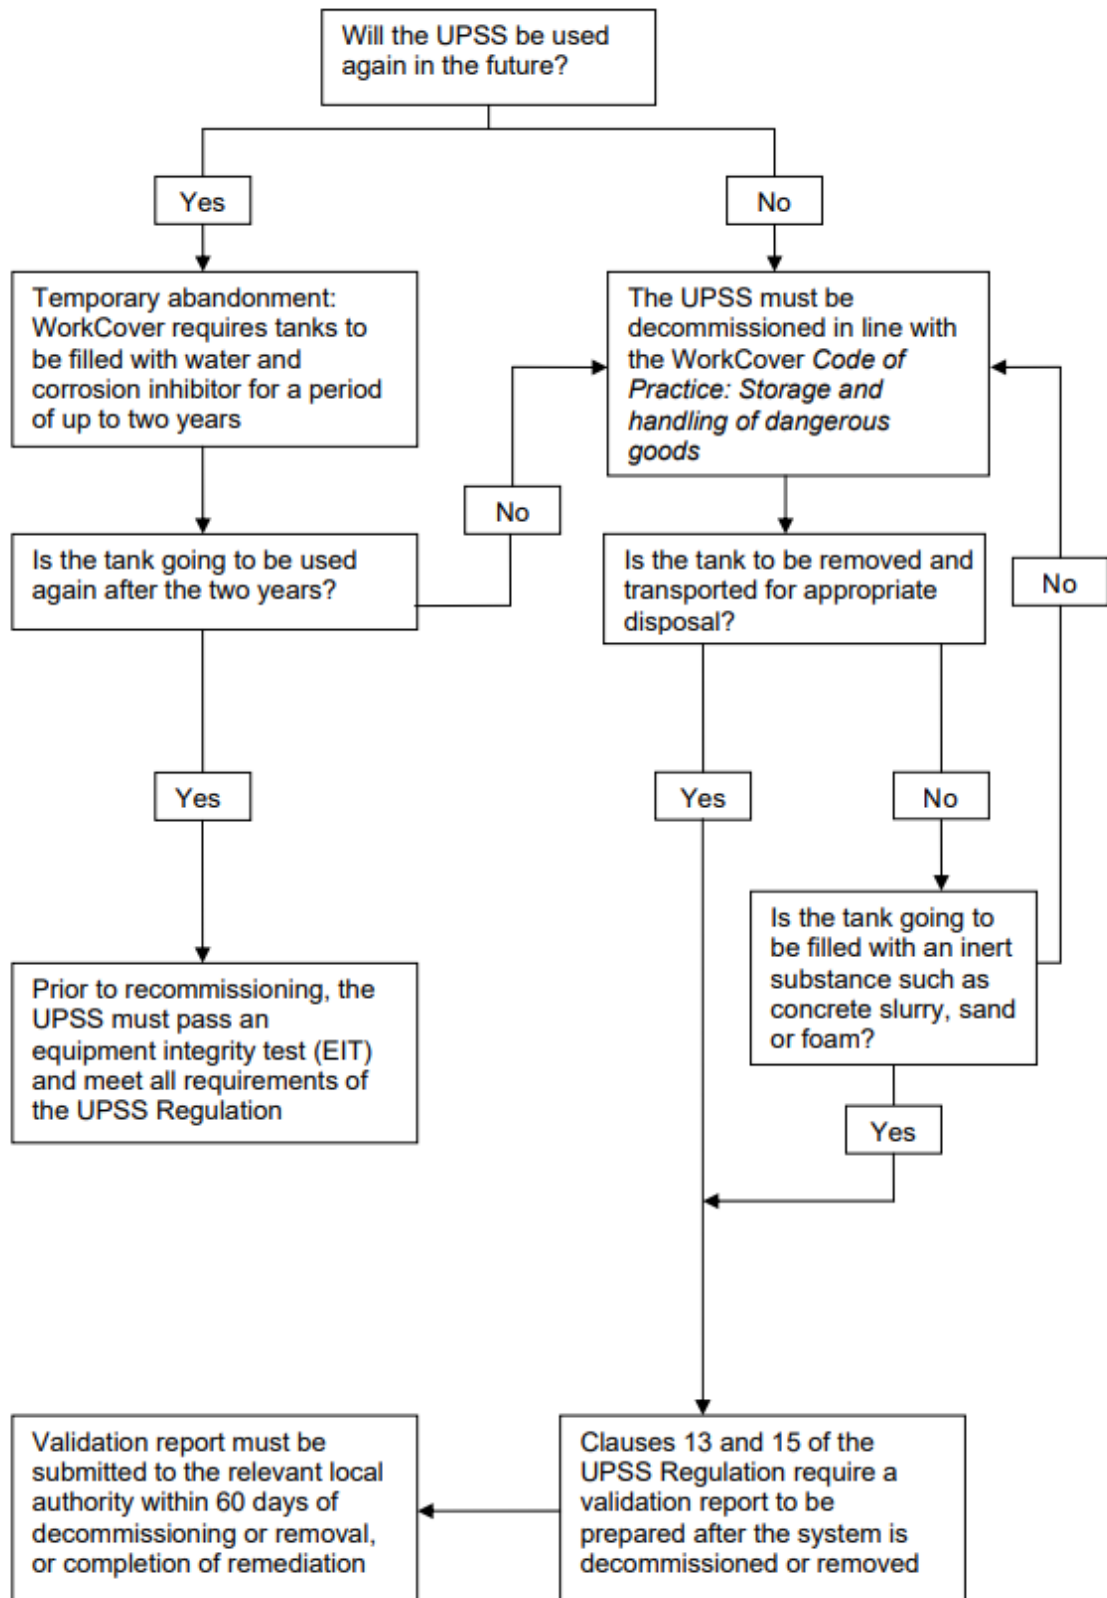 Will the UPSS be used
again in the future?
Yes
No
Temporary abandonment:
WorkCover requires tanks to
be filled with water and
corrosion inhibitor for a period
of up to two years
The UPSS must be
decommissioned in line with
the WorkCover Code of
Practice: Storage and
handling of dangerous
goods
No
Is the tank going to be used
again after the two years?
Is the tank to be removed and
transported for appropriate
disposal?
No
Yes
Yes
No
Is the tank going to
be filled with an inert
substance such as
concrete slurry, sand
or foam?
Prior to recommissioning, the
UPSS must pass an
equipment integrity test (EIT)
and meet all requirements of
the UPSS Regulation
Yes
Validation report must be
submitted to the relevant local
authority within 60 days of
decommissioning or removal,
or completion of remediation
Clauses 13 and 15 of the
UPSS Regulation require a
validation report to be
prepared after the system is
decommissioned or removed